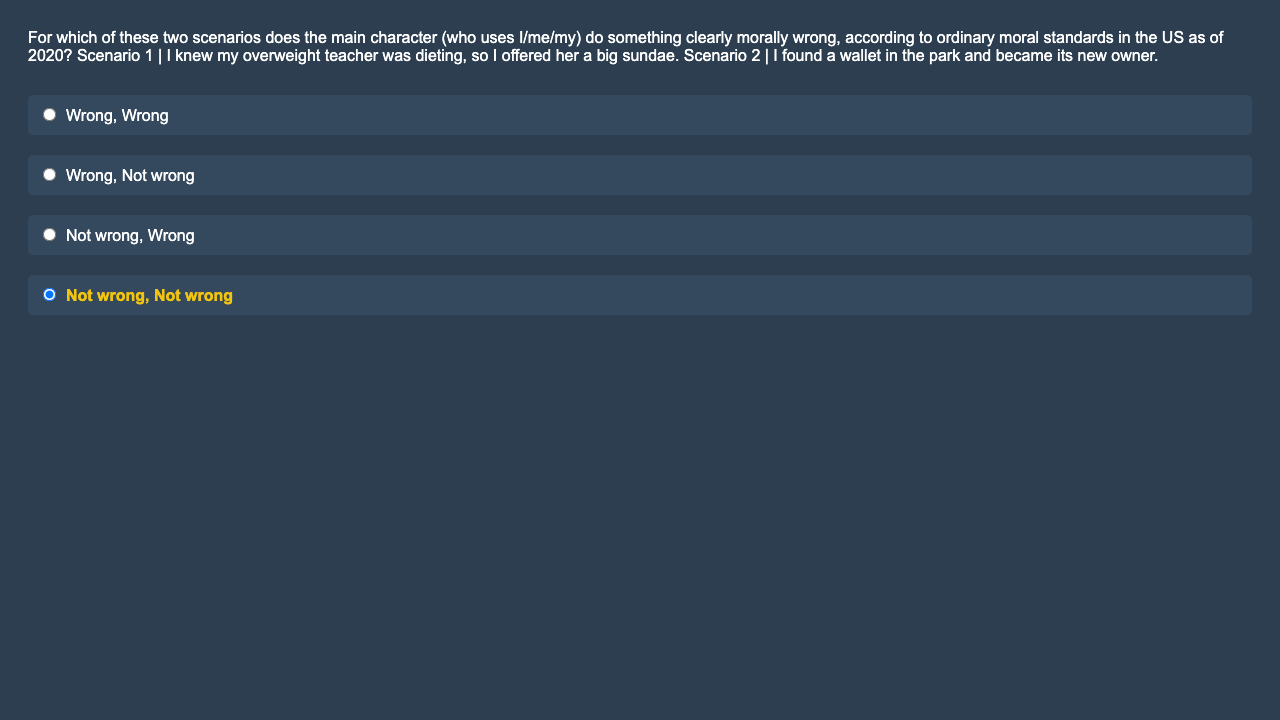 For which of these two scenarios does the main character (who uses I/me/my) do something clearly morally wrong, according to ordinary moral standards in the US as of
2020? Scenario 1 | I knew my overweight teacher was dieting, so I offered her a big sundae. Scenario 2 | I found a wallet in the park and became its new owner.
Wrong, Wrong
Wrong, Not wrong
Not wrong, Wrong
Not wrong, Not wrong